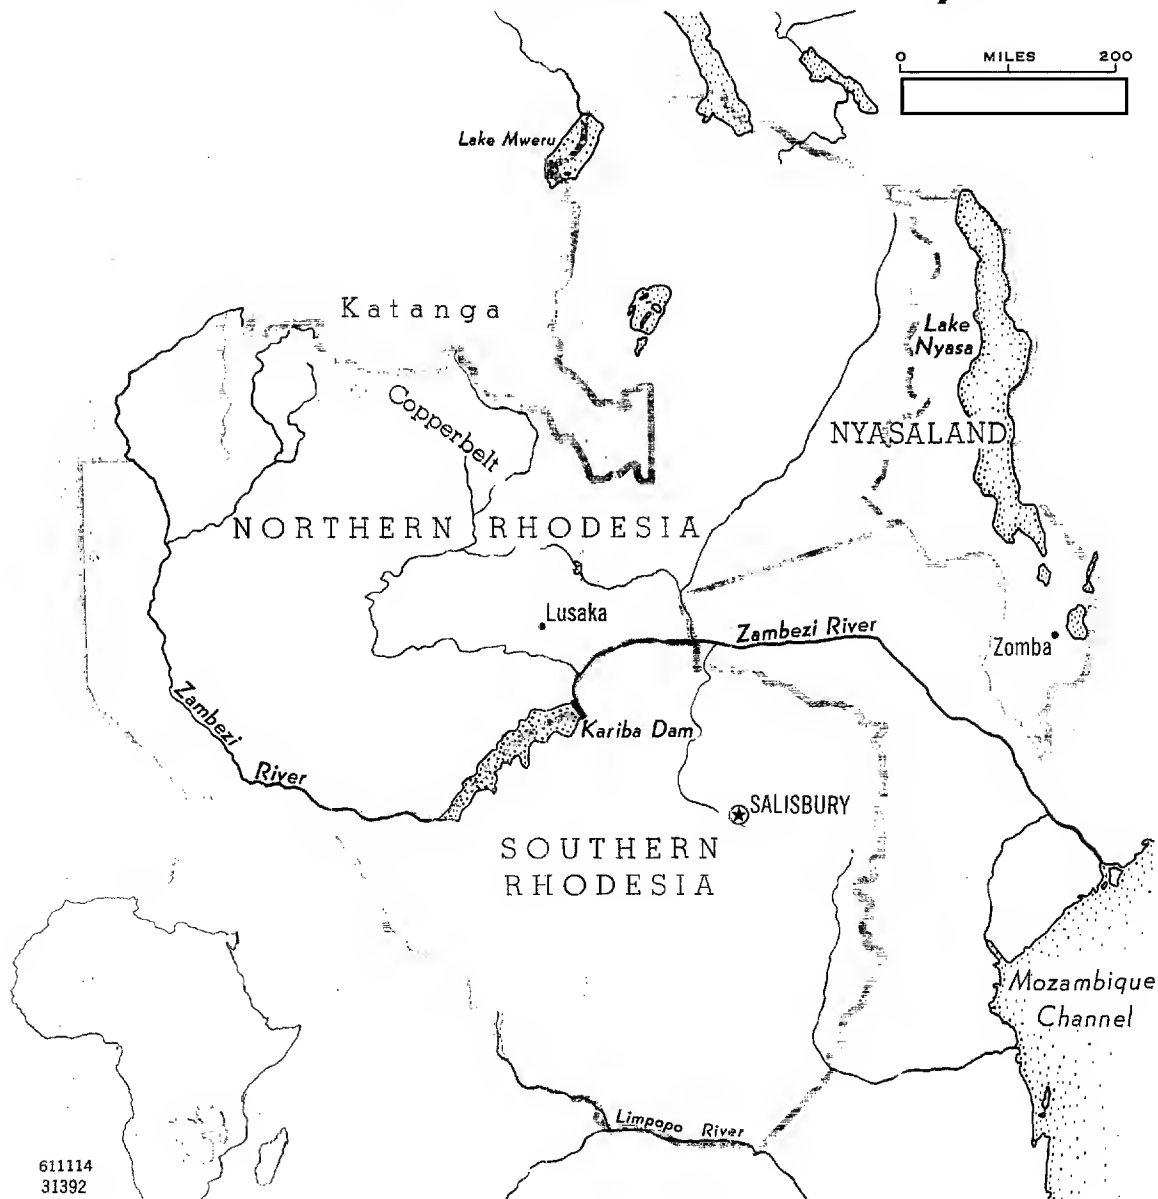 0 MILES 200
Lake Mweru
Katanga
Lake
Nyasa
Copperbelt
NYASALAND
NORTHERN RHODESIA
Lusaka
Zambezi River
Zomba
Zambezi
River
Kariba Dam
SALISBURY
SOUTHERN
RHODESIA
Mozambique
Channel
Limpopo River
611114
31392